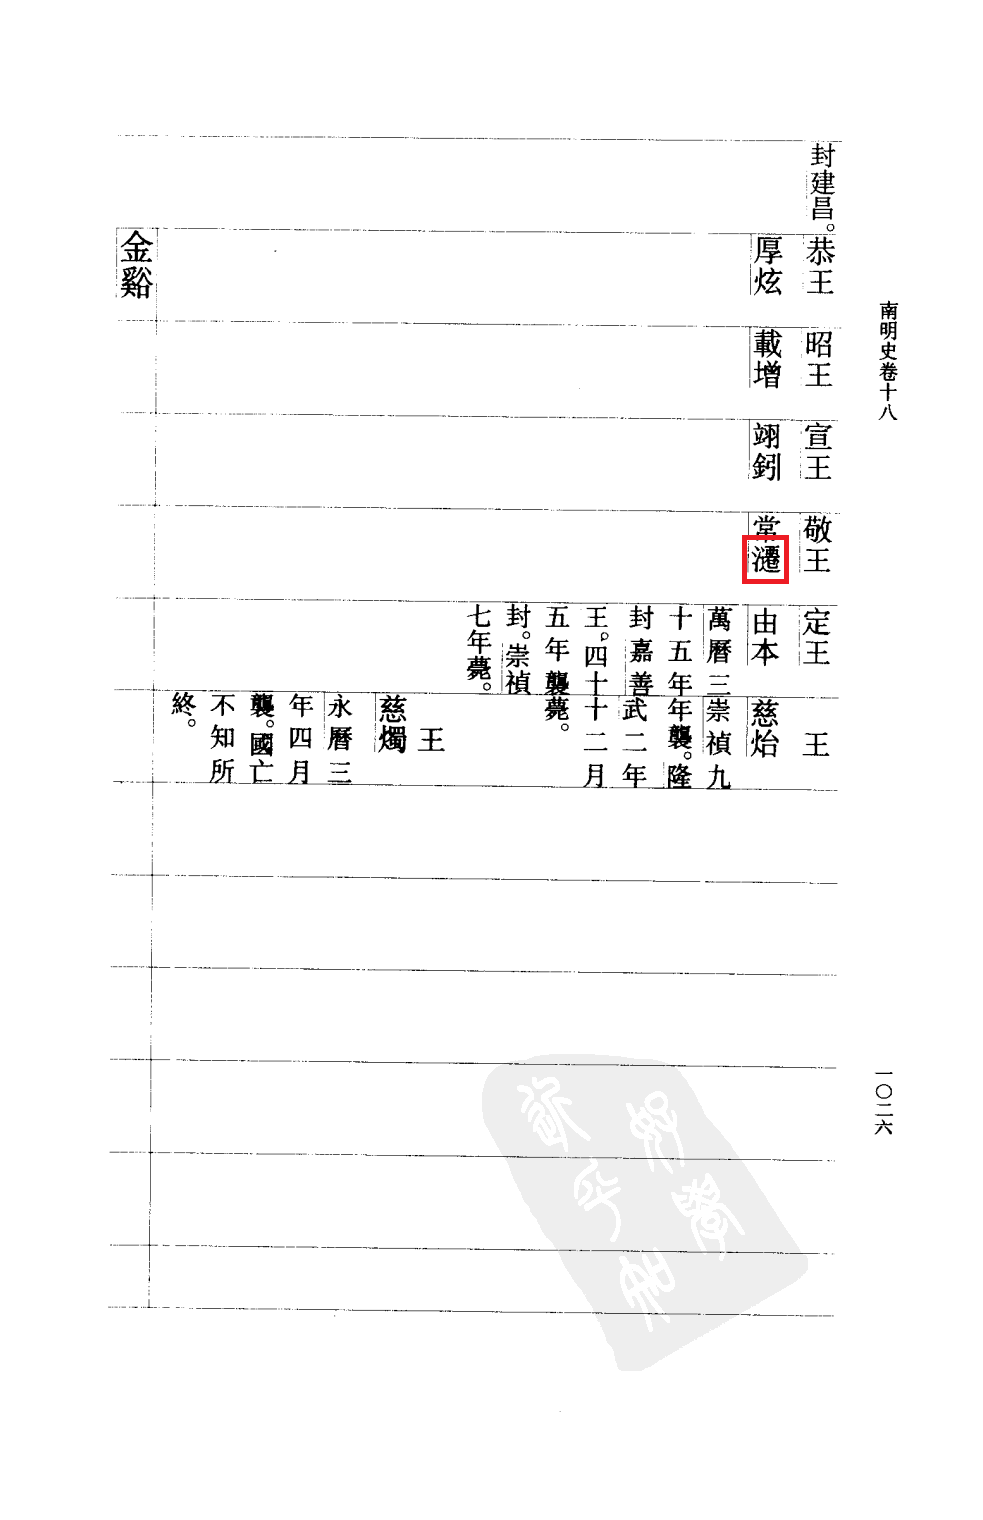 南明史卷十八
一〇二六
封建昌。
恭王
厚炫
昭王
載增
宣王
翊鈏
敬王
常𣿅
定王
由本
萬曆三
十五年
封嘉善
王。四十
五年襲
封。崇禎
七年薨。
王
慈炲
崇禎九
年襲。隆
武二年
十二月
薨。
王
慈燭
永曆三
年四月
襲。國亡
不知所
終。
金谿